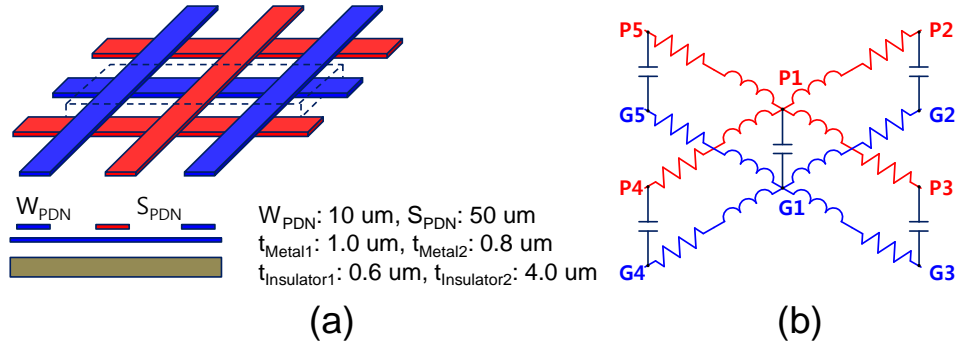 W_PDN S_PDN
W_PDN: 10 um, S_PDN: 50 um
t_Metal1: 1.0 um, t_Metal2: 0.8 um
t_Insulator1: 0.6 um, t_Insulator2: 4.0 um
(a)
P5 P2
P1
G5 G2
P4 P3
G1
G4 G3
(b)